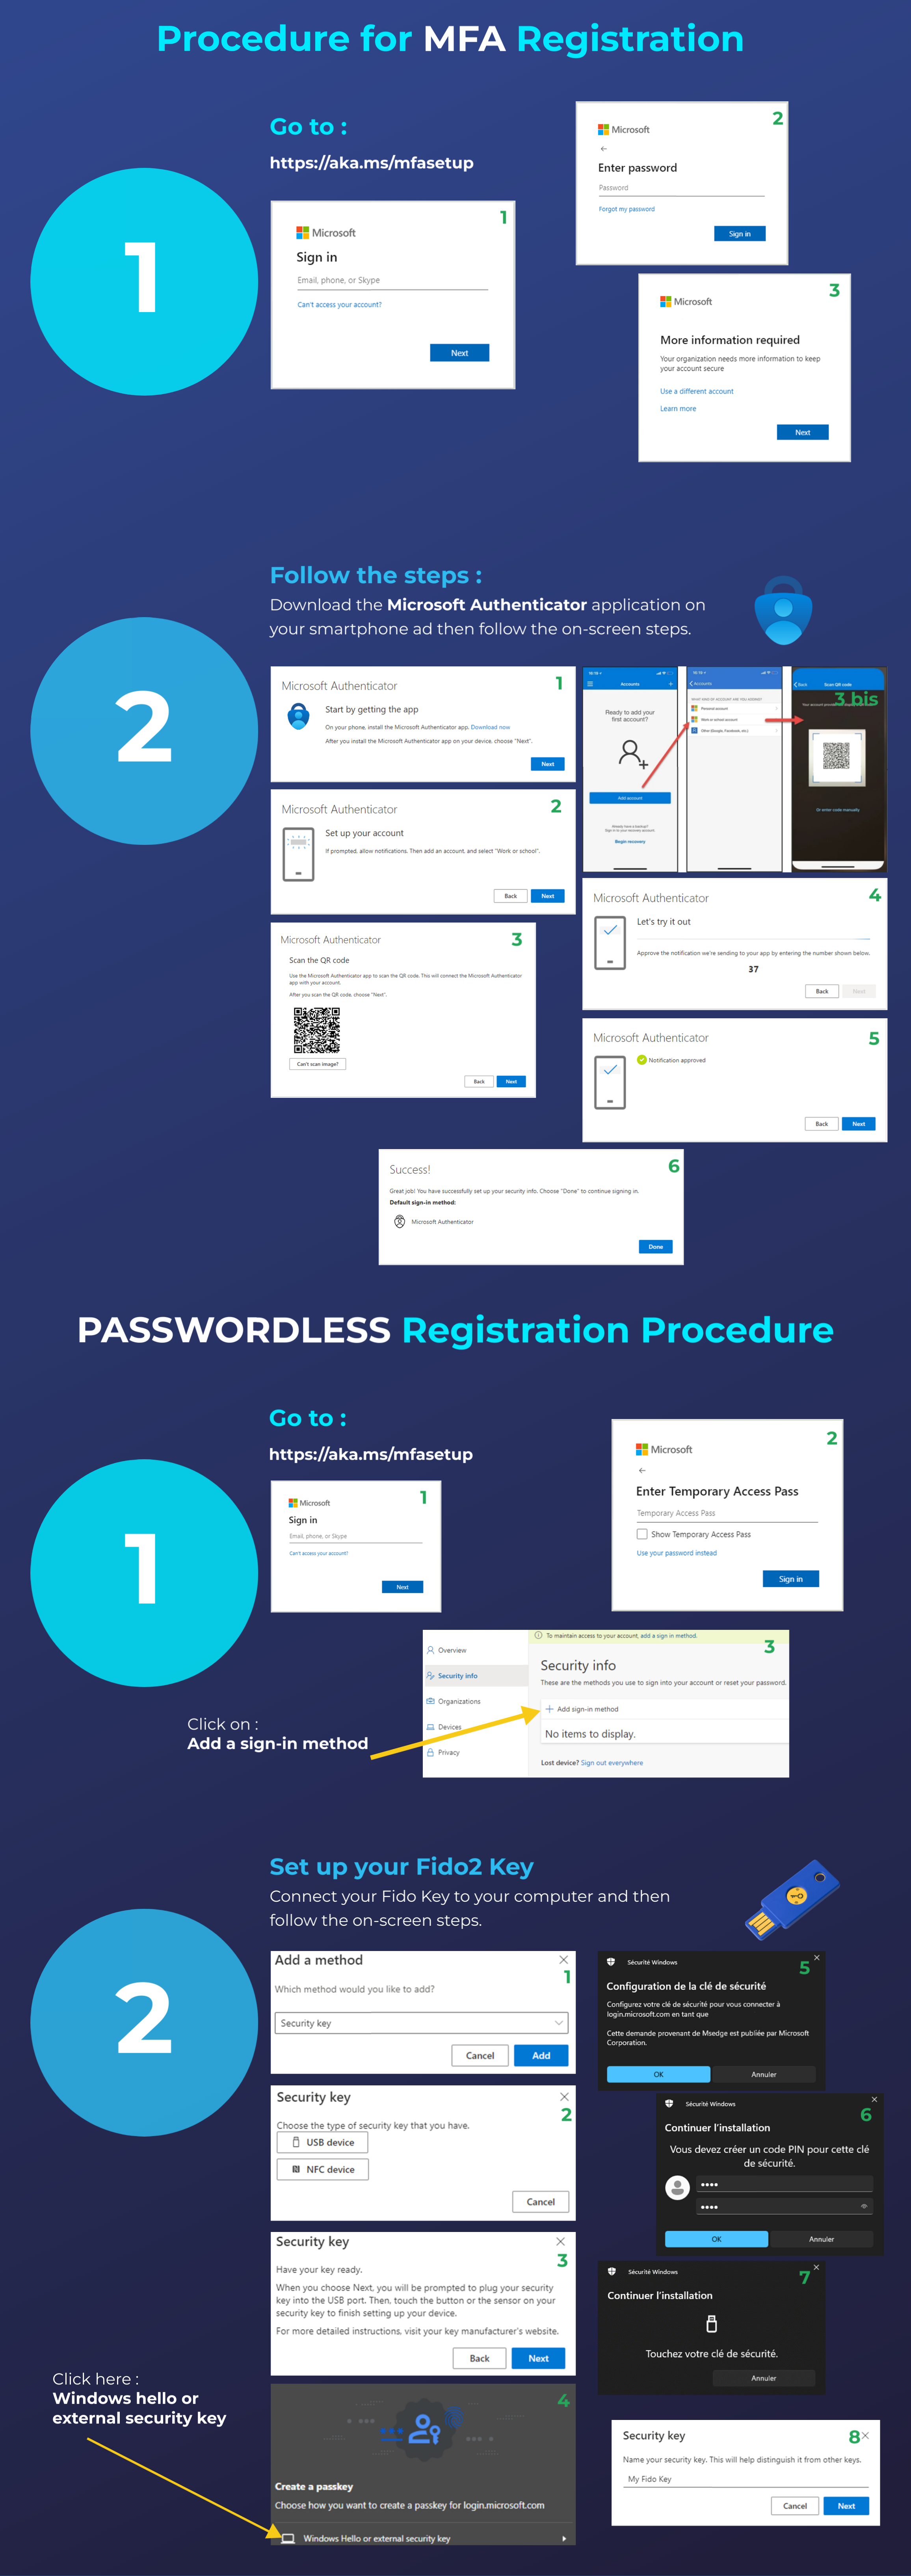 Procedure for MFA Registration
1
Go to :
https://aka.ms/mfasetup
1
Microsoft
Sign in
Email, phone, or Skype
Can't access your account?
Next
2
Microsoft
Enter password
Password
Forgot my password
Sign in
3
Microsoft
More information required
Your organization needs more information to keep
your account secure
Use a different account
Learn more
Next
2
Follow the steps :
Download the Microsoft Authenticator application on
your smartphone ad then follow the on-screen steps.
Microsoft Authenticator
1
Start by getting the app
On your phone, install the Microsoft Authenticator app. Download now
After you install the Microsoft Authenticator app on your device, choose "Next".
Next
Microsoft Authenticator
2
Set up your account
If prompted, allow notifications. Then add an account, and select "Work or school".
Back
Next
Microsoft Authenticator
3
Scan the QR code
Use the Microsoft Authenticator app to scan the QR code. This will connect the Microsoft Authenticator
app with your account.
After you scan the QR code, choose "Next".
Can't scan image?
Back
Next
Accounts
Ready to add your
first account?
Add account
Already have a backup?
Sign in to your recovery account.
Begin recovery
Accounts
WHAT KIND OF ACCOUNT ARE YOU ADDING?
Personal account
Work or school account
Other (Google, Facebook, etc.)
Back
Scan QR code
3 bis
Your account provider
Or enter code manually
Microsoft Authenticator
4
Let's try it out
Approve the notification we're sending to your app by entering the number shown below.
37
Back
Next
Microsoft Authenticator
5
Notification approved
Back
Next
Success!
6
Great job! You have successfully set up your security info. Choose "Done" to continue signing in.
Default sign-in method:
Microsoft Authenticator
Done
PASSWORDLESS Registration Procedure
1
Go to :
https://aka.ms/mfasetup
1
Microsoft
Sign in
Email, phone, or Skype
Can't access your account?
Next
2
Microsoft
Enter Temporary Access Pass
Temporary Access Pass
Show Temporary Access Pass
Use your password instead
Sign in
Click on :
Add a sign-in method
Overview
Security info
Organizations
Devices
Privacy
To maintain access to your account, add a sign in method.
3
Security info
These are the methods you use to sign into your account or reset your password.
+ Add sign-in method
No items to display.
Lost device? Sign out everywhere
2
Set up your Fido2 Key
Connect your Fido Key to your computer and then
follow the on-screen steps.
Add a method
1
Which method would you like to add?
Security key
Cancel
Add
Security key
2
Choose the type of security key that you have.
USB device
NFC device
Cancel
Security key
3
Have your key ready.
When you choose Next, you will be prompted to plug your security
key into the USB port. Then, touch the button or the sensor on your
security key to finish setting up your device.
For more detailed instructions, visit your key manufacturer's website.
Back
Next
Click here :
Windows hello or
external security key
4
Create a passkey
Choose how you want to create a passkey for login.microsoft.com
Windows Hello or external security key
Sécurité Windows
5
Configuration de la clé de sécurité
Configurez votre clé de sécurité pour vous connecter à
login.microsoft.com en tant que
Cette demande provenant de Msedge est publiée par Microsoft
Corporation.
OK
Annuler
Sécurité Windows
6
Continuer l'installation
Vous devez créer un code PIN pour cette clé
de sécurité.
OK
Annuler
Sécurité Windows
7
Continuer l'installation
Touchez votre clé de sécurité.
Annuler
Security key
8
Name your security key. This will help distinguish it from other keys.
My Fido Key
Cancel
Next